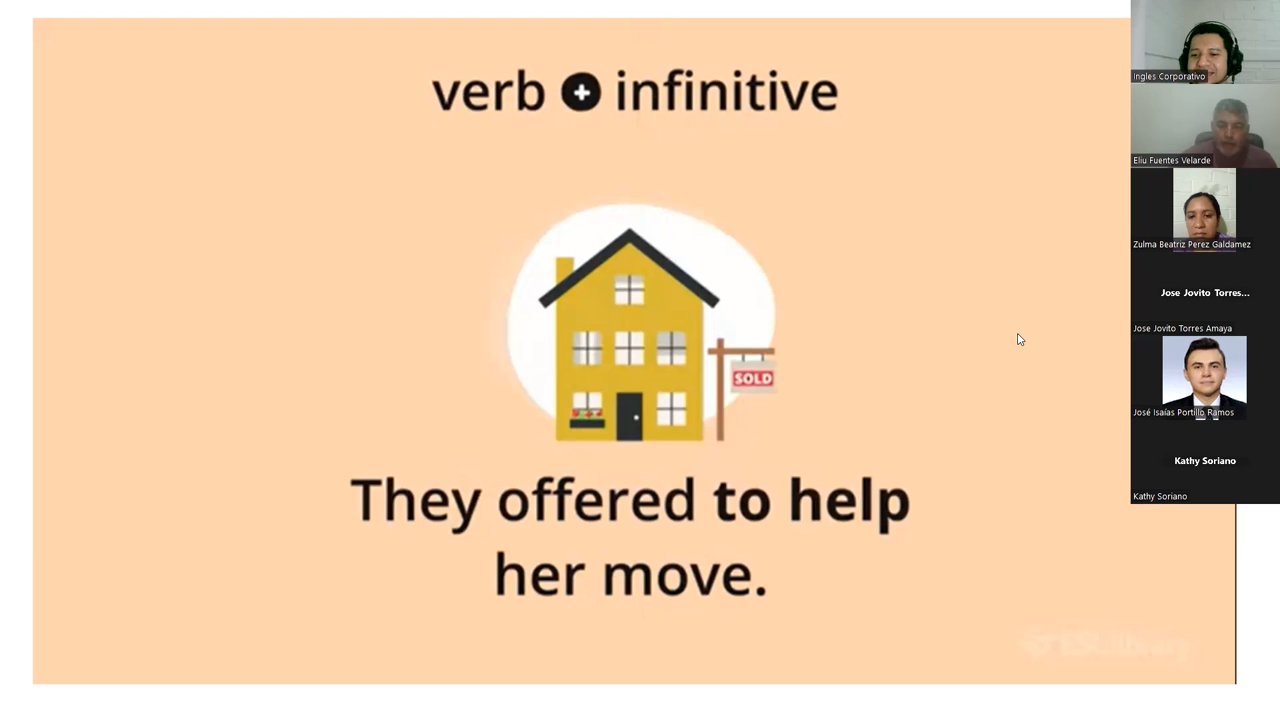 verb + infinitive
SOLD
They offered to help
her move.
Ingles Corporativo
Eliu Fuentes Velarde
Zulma Beatriz Perez Galdamez
Jose Jovito Torres...
Jose Jovito Torres Amaya
José Isaías Portillo Ramos
Kathy Soriano
Kathy Soriano